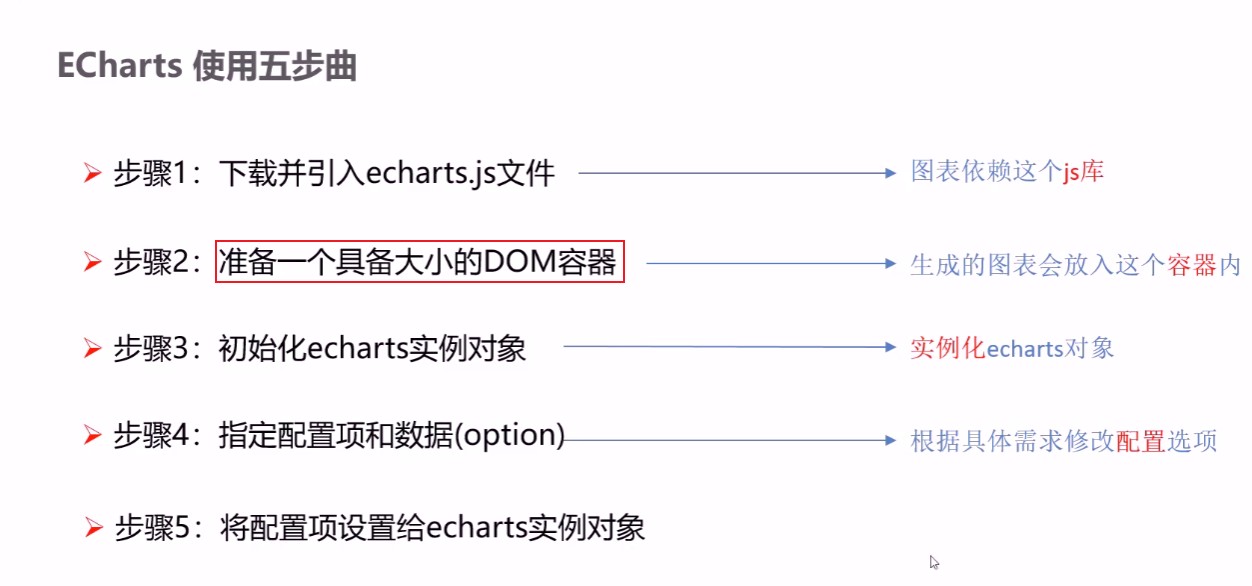 ECharts 使用五步曲
步骤1：下载并引入echarts.js文件 图表依赖这个js库
步骤2：准备一个具备大小的DOM容器 生成的图表会放入这个容器内
步骤3：初始化echarts实例对象 实例化echarts对象
步骤4：指定配置项和数据(option) 根据具体需求修改配置选项
步骤5：将配置项设置给echarts实例对象